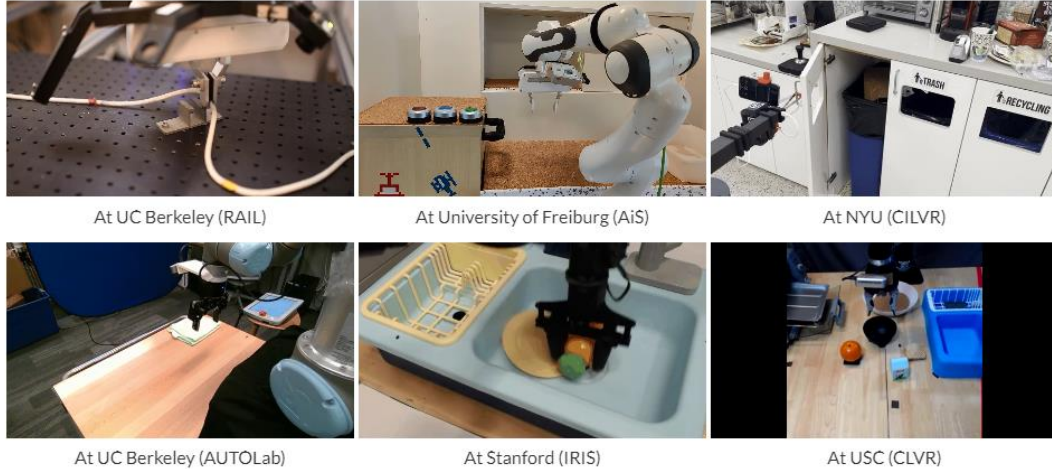 TRASH
RECYCLING
At UC Berkeley (RAIL)
At University of Freiburg (AiS)
At NYU (CILVR)
At UC Berkeley (AUTOLab)
At Stanford (IRIS)
At USC (CLVR)